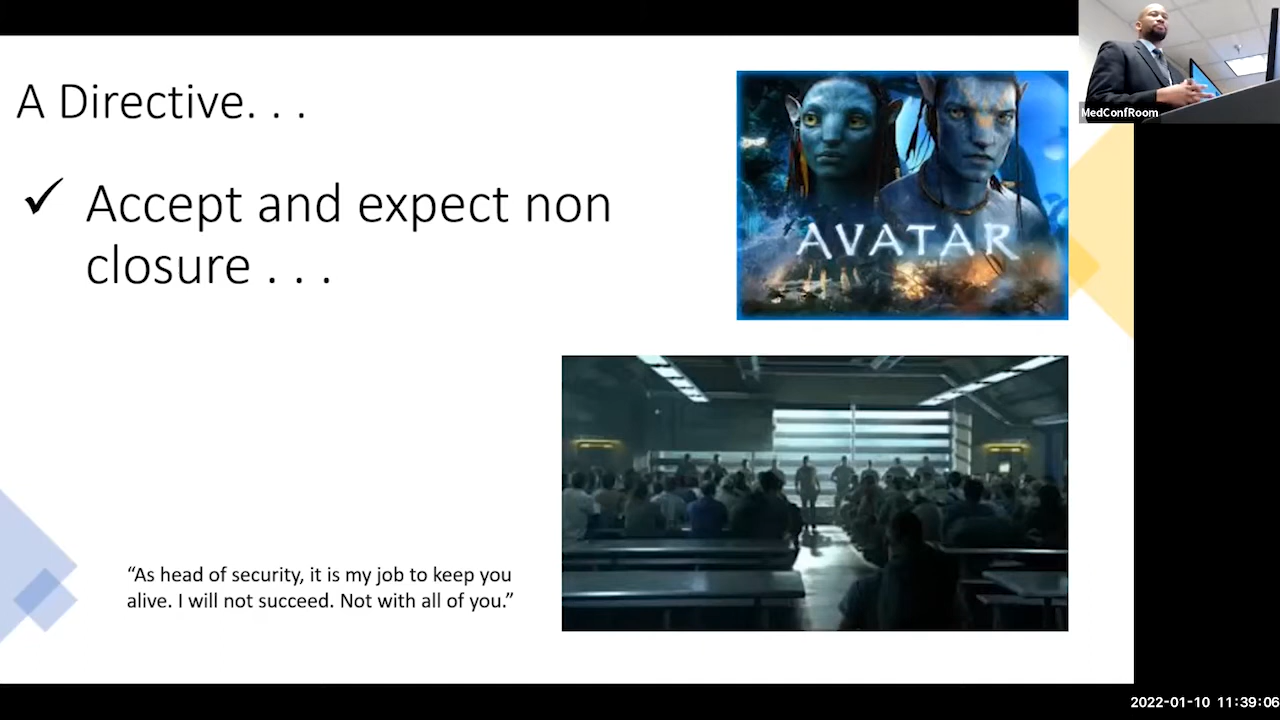 A Directive. . .
✓ Accept and expect non
closure . . .
AVATAR
“As head of security, it is my job to keep you
alive. I will not succeed. Not with all of you.”
MedConfRoom
2022-01-10 11:39:06